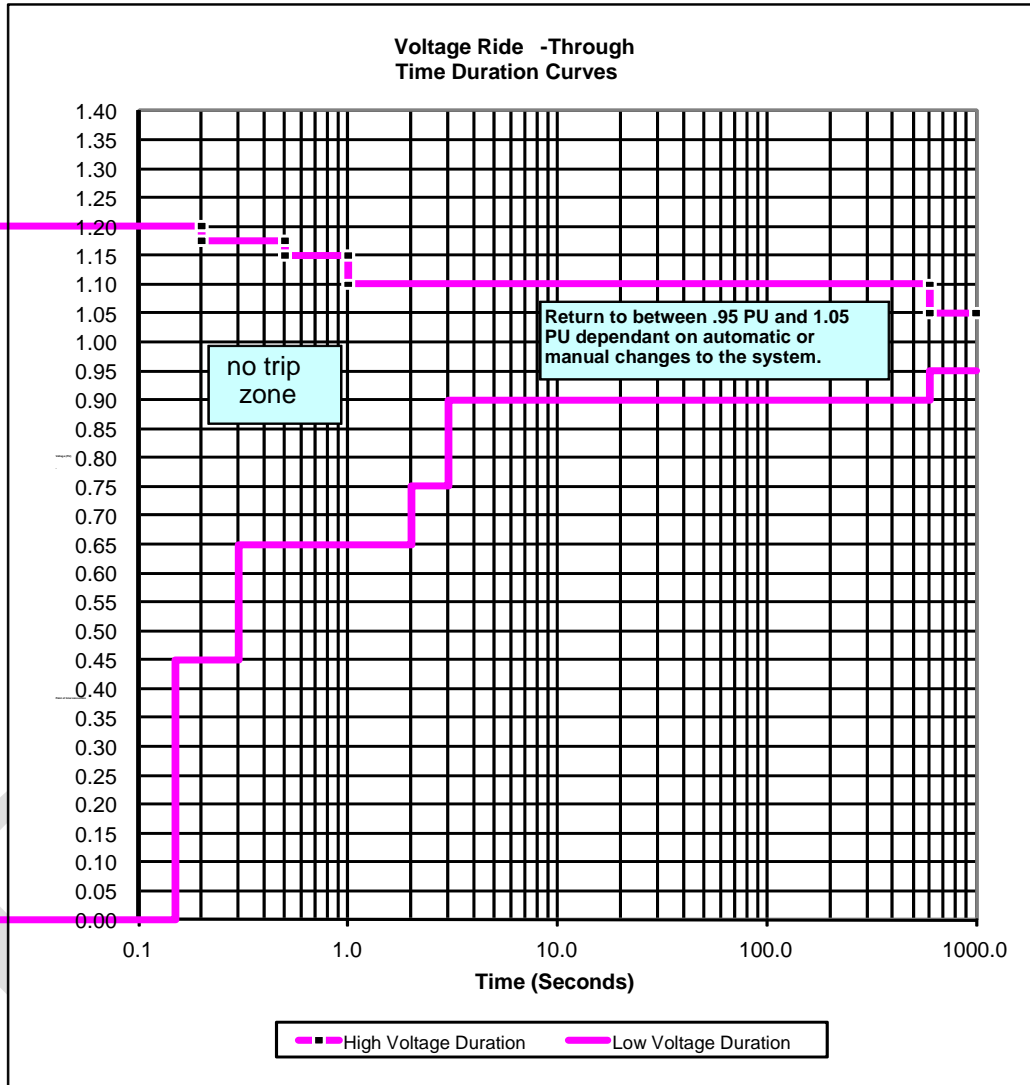 Voltage Ride -Through
Time Duration Curves
1.40
1.35
1.30
1.25
1.20
1.15
1.10
1.05
1.00
0.95
0.90
0.85
0.80
0.75
0.70
0.65
0.60
0.55
0.50
0.45
0.40
0.35
0.30
0.25
0.20
0.15
0.10
0.05
0.00
no trip
zone
Return to between .95 PU and 1.05
PU dependant on automatic or
manual changes to the system.
0.1 1.0 10.0 100.0 1000.0
Time (Seconds)
High Voltage Duration Low Voltage Duration